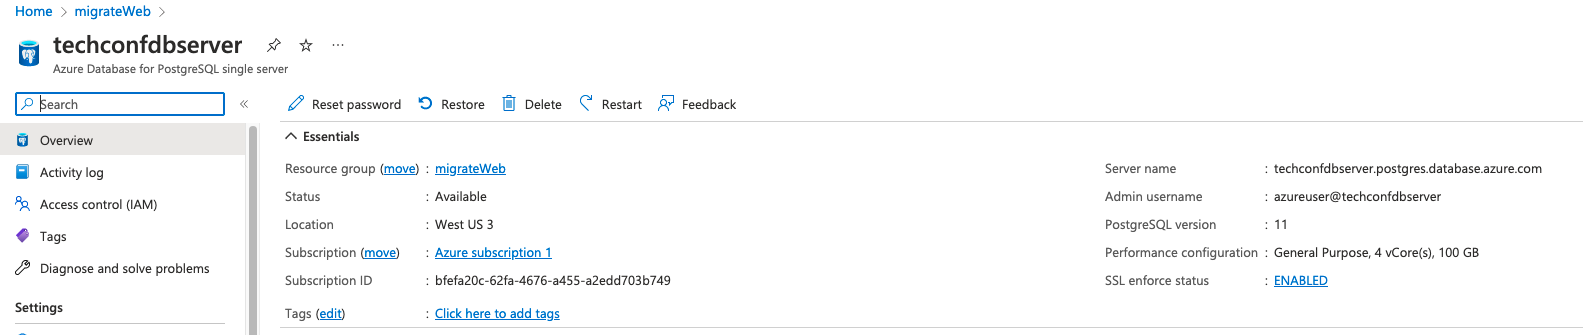 Home > migrateWeb >
techconfdbserver
Azure Database for PostgreSQL single server
Search
Reset password Restore Delete Restart Feedback
Overview
Activity log
Access control (IAM)
Tags
Diagnose and solve problems
Settings
Essentials
Resource group (move) : migrateWeb
Status : Available
Location : West US 3
Subscription (move) : Azure subscription 1
Subscription ID : bfefa20c-62fa-4676-a455-a2edd703b749
Tags (edit) : Click here to add tags
Server name : techconfdbserver.postgres.database.azure.com
Admin username : azureuser@techconfdbserver
PostgreSQL version : 11
Performance configuration : General Purpose, 4 vCore(s), 100 GB
SSL enforce status : ENABLED